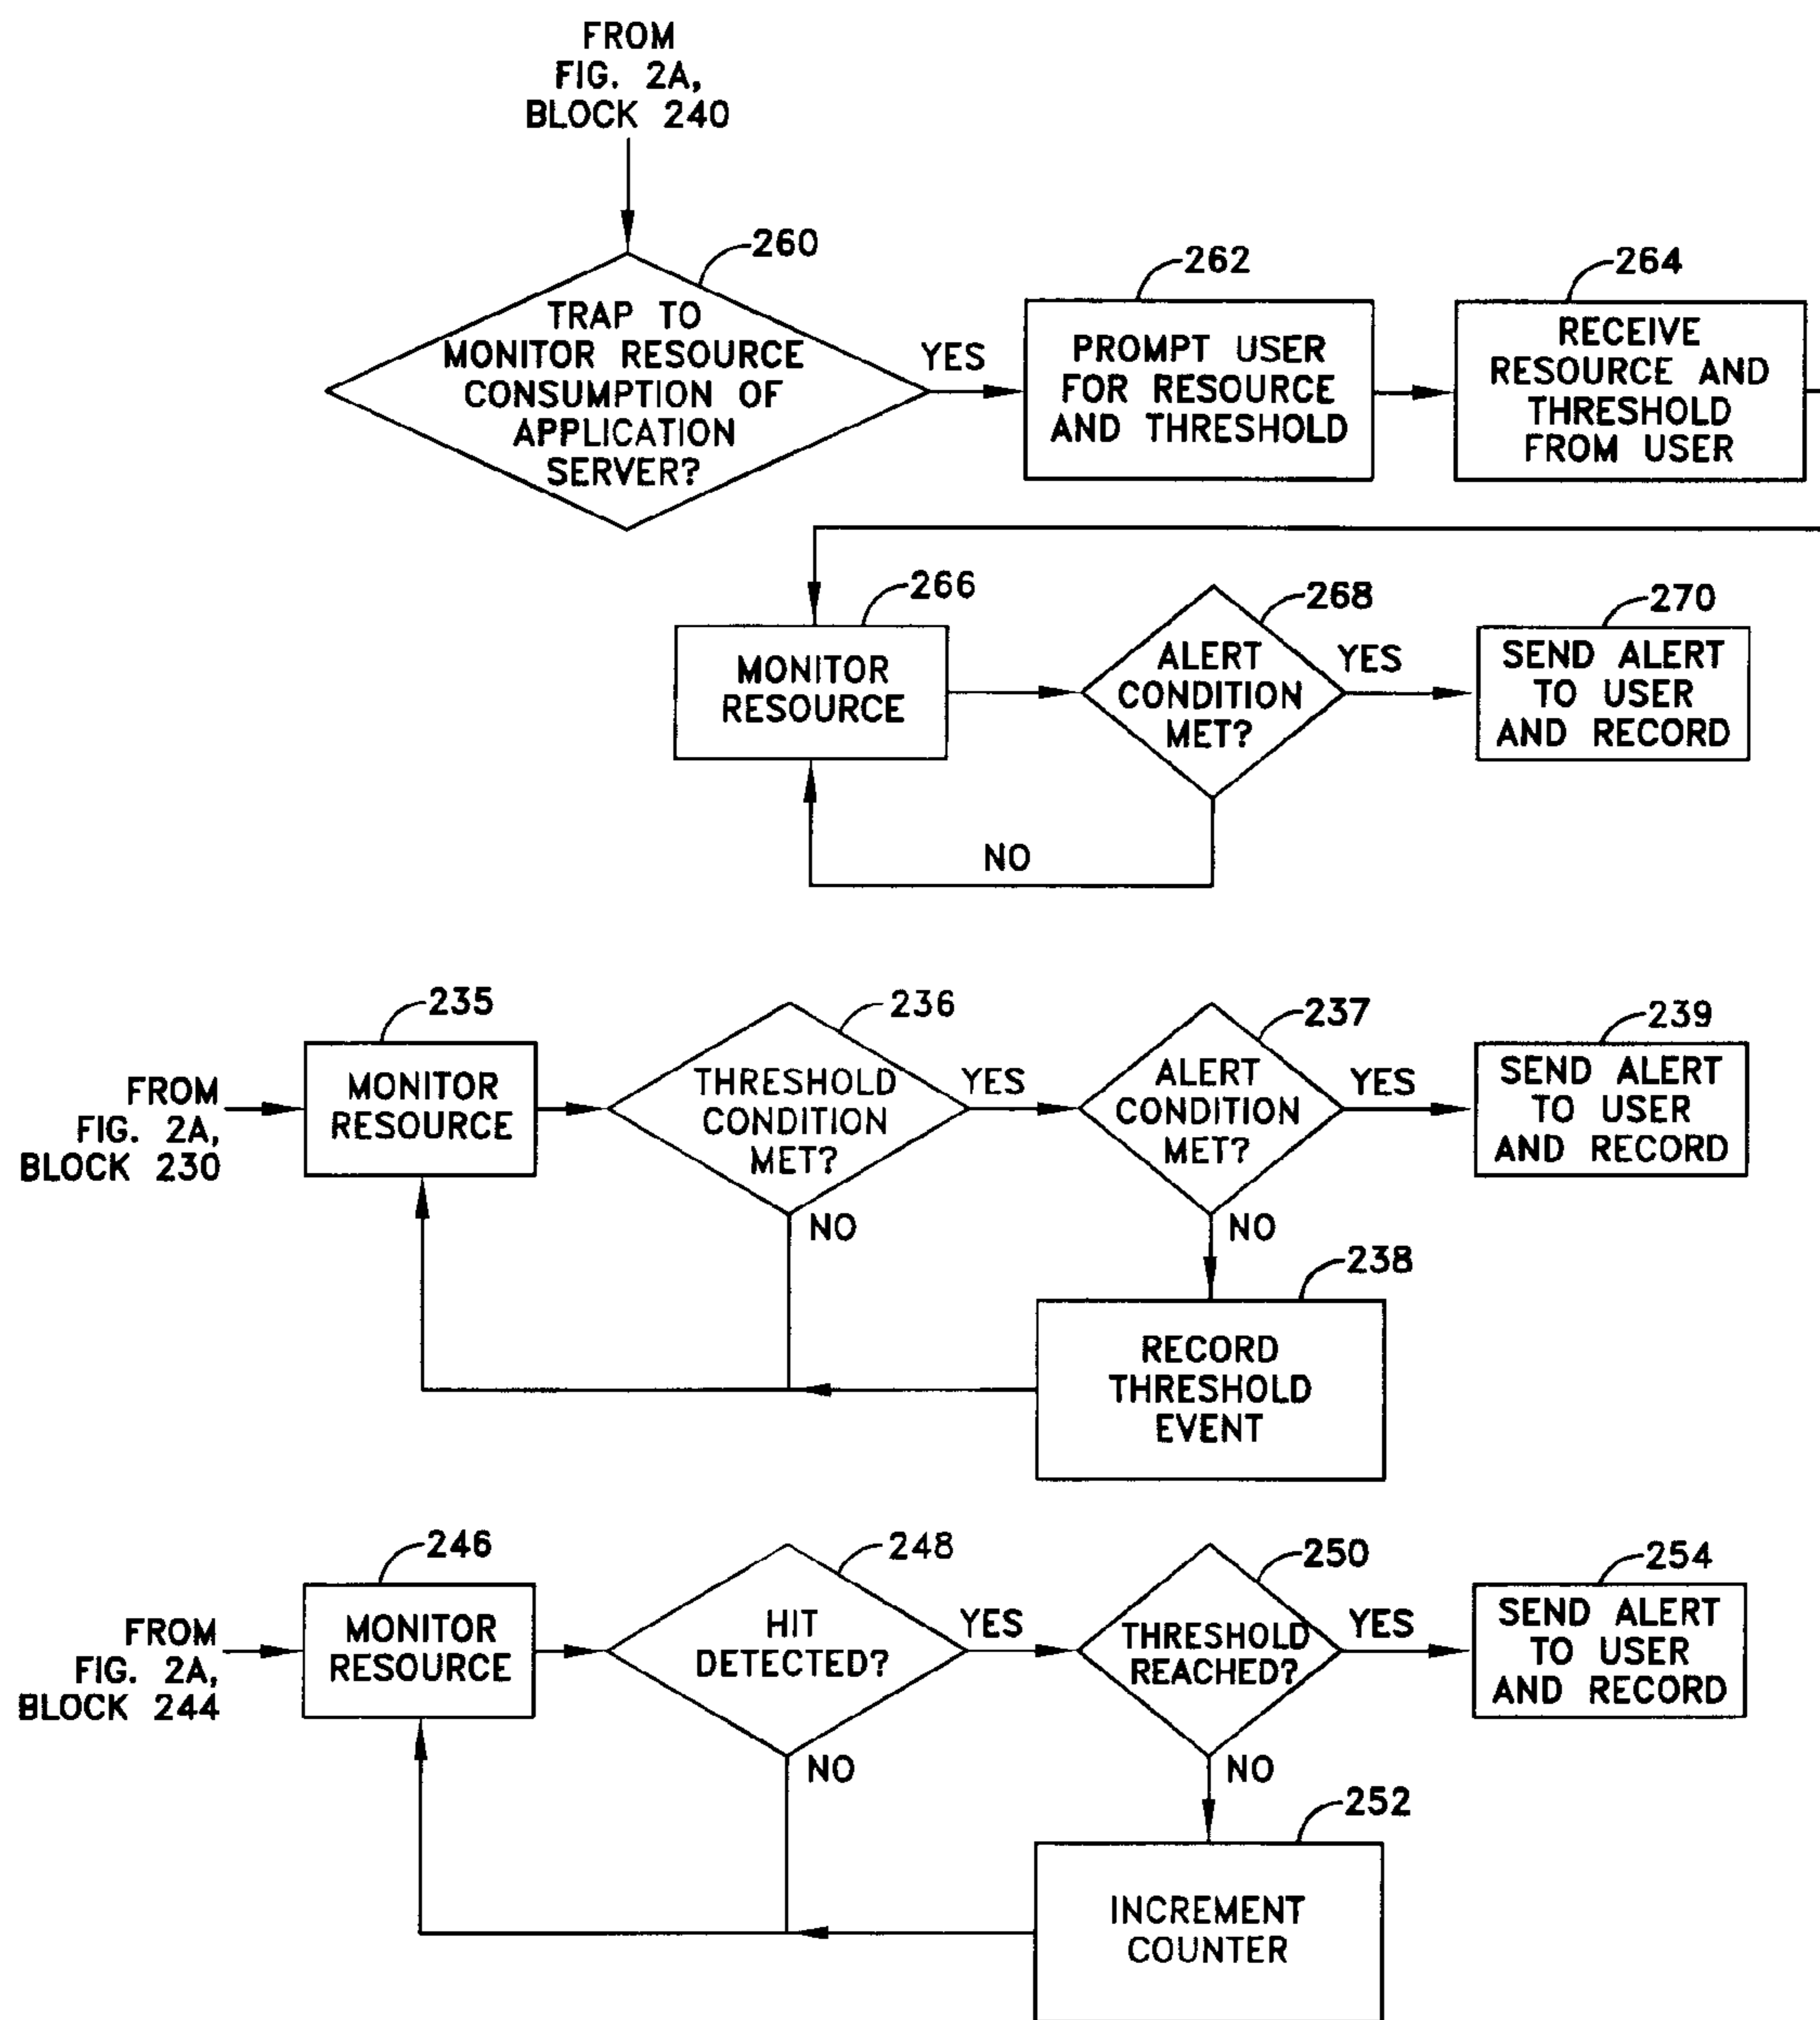 FROM
FIG. 2A,
BLOCK 240
260
TRAP TO
MONITOR RESOURCE
CONSUMPTION OF
APPLICATION
SERVER?
YES
262
PROMPT USER
FOR RESOURCE
AND THRESHOLD
264
RECEIVE
RESOURCE AND
THRESHOLD
FROM USER
266
MONITOR
RESOURCE
268
ALERT
CONDITION
MET?
YES
NO
270
SEND ALERT
TO USER
AND RECORD
FROM
FIG. 2A,
BLOCK 230
235
MONITOR
RESOURCE
236
THRESHOLD
CONDITION
MET?
YES
NO
237
ALERT
CONDITION
MET?
YES
NO
239
SEND ALERT
TO USER
AND RECORD
238
RECORD
THRESHOLD
EVENT
FROM
FIG. 2A,
BLOCK 244
246
MONITOR
RESOURCE
248
HIT
DETECTED?
YES
NO
250
THRESHOLD
REACHED?
YES
NO
254
SEND ALERT
TO USER
AND RECORD
252
INCREMENT
COUNTER